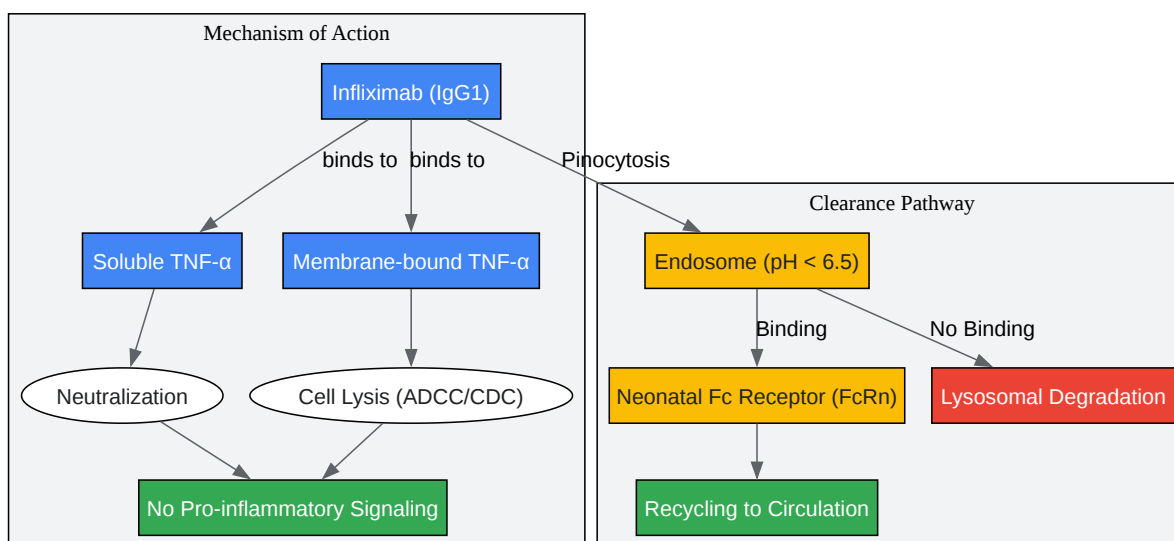 Mechanism of Action
Infliximab (IgG1)
binds to
binds to
Pinocytosis
Clearance Pathway
Soluble TNF-α
Membrane-bound TNF-α
Endosome (pH < 6.5)
Binding
No Binding
Neutralization
Cell Lysis (ADCC/CDC)
Neonatal Fc Receptor (FcRn)
Lysosomal Degradation
No Pro-inflammatory Signaling
Recycling to Circulation